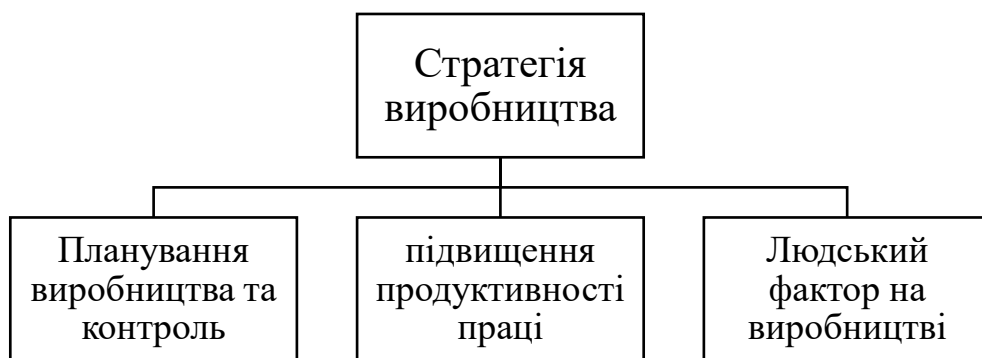 Стратегія
виробництва
Планування
виробництва та
контроль
підвищення
продуктивності
праці
Людський
фактор на
виробництві